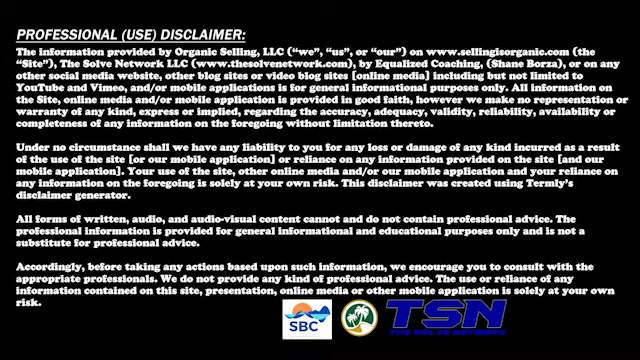 PROFESSIONAL (USE) DISCLAIMER:
The information provided by Organic Selling, LLC (“we”, “us”, or “our”) on www.sellingisorganic.com (the
“Site”), The Solve Network LLC (www.thesolvenetwork.com), by Equalized Coaching, (Shane Borza), or on any
other social media website, other blog sites or video blog sites [online media] including but not limited to
YouTube and Vimeo, and/or mobile applications is for general informational purposes only. All information on
the Site, online media and/or mobile application is provided in good faith, however we make no representation or
warranty of any kind, express or implied, regarding the accuracy, adequacy, validity, reliability, availability or
completeness of any information on the foregoing without limitation thereto.
Under no circumstance shall we have any liability to you for any loss or damage of any kind incurred as a result
of the use of the site [or our mobile application] or reliance on any information provided on the site [and our
mobile application]. Your use of the site, other online media and/or our mobile application and your reliance on
any information on the foregoing is solely at your own risk. This disclaimer was created using Termly’s
disclaimer generator.
All forms of written, audio, and audio-visual content cannot and do not contain professional advice. The
professional information is provided for general informational and educational purposes only and is not a
substitute for professional advice.
Accordingly, before taking any actions based upon such information, we encourage you to consult with the
appropriate professionals. We do not provide any kind of professional advice. The use or reliance of any
information contained on this site, presentation, online media or other mobile application is solely at your own
risk.
SBC
TSN
THE SOLVE NETWORK